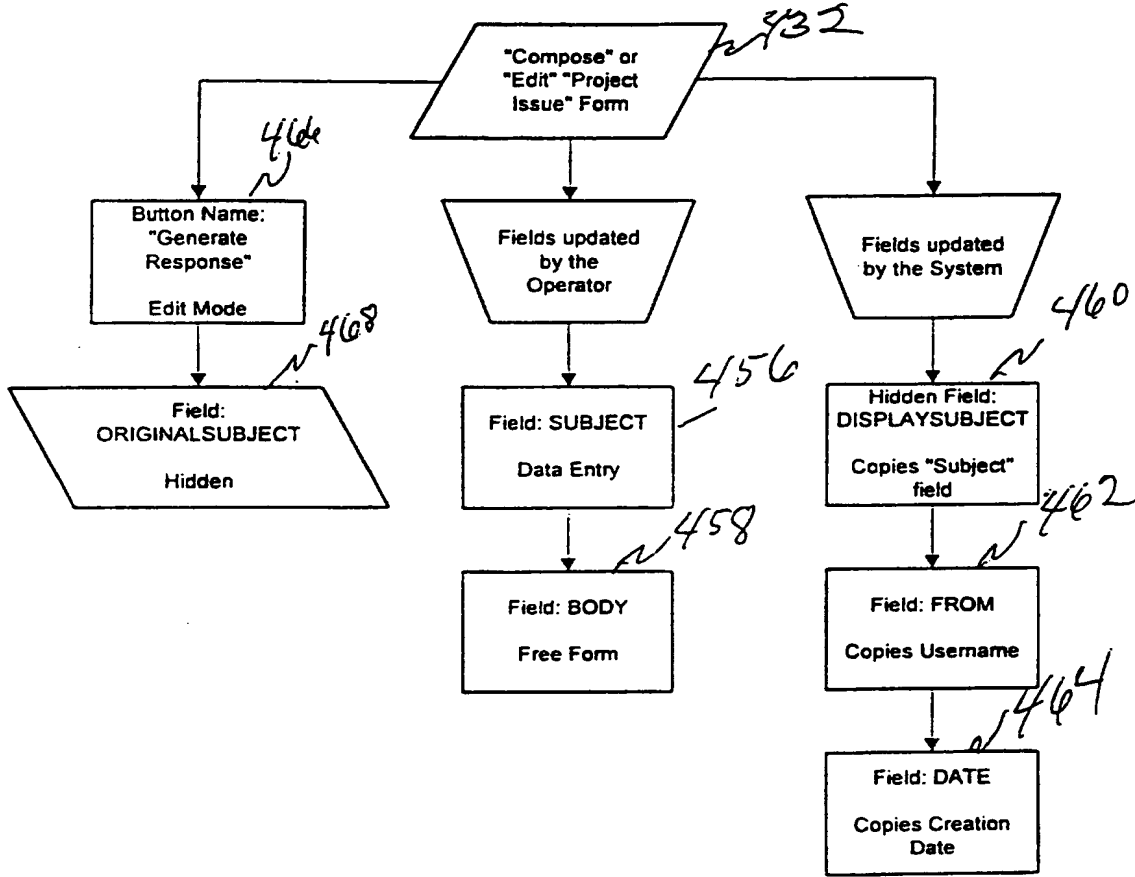 432
"Compose" or
"Edit" "Project
Issue" Form
466
Button Name:
"Generate
Response"
Edit Mode
468
Field:
ORIGINALSUBJECT
Hidden
Fields updated
by the
Operator
456
Field: SUBJECT
Data Entry
458
Field: BODY
Free Form
Fields updated
by the System
460
Hidden Field:
DISPLAYSUBJECT
Copies "Subject"
field
462
Field: FROM
Copies Username
464
Field: DATE
Copies Creation
Date